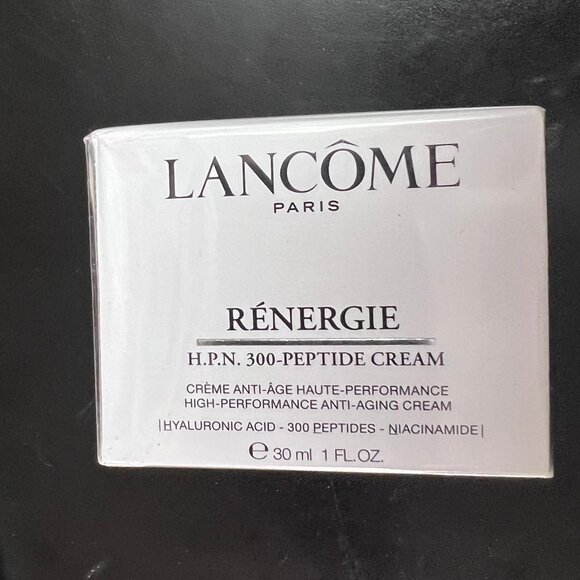 LANCÔME
PARIS
RÉNERGIE
H.P.N. 300-PEPTIDE CREAM
CRÈME ANTI-ÂGE HAUTE-PERFORMANCE
HIGH-PERFORMANCE ANTI-AGING CREAM
|HYALURONIC ACID - 300 PEPTIDES - NIACINAMIDE|
℮ 30 ml 1 FL.OZ.